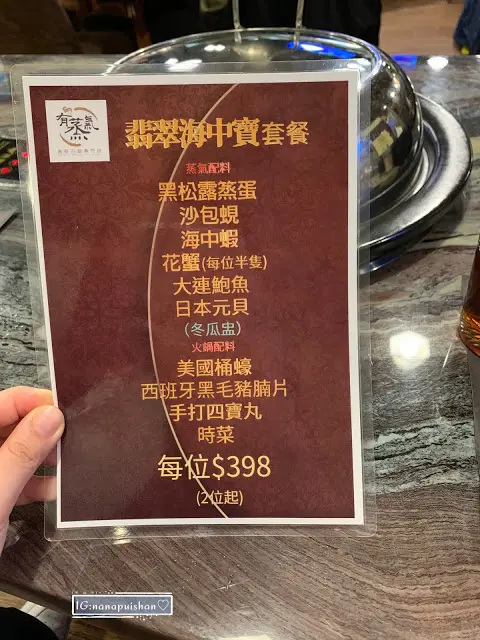 有蒸氣
翡翠海中寶套餐
蒸氣配料
黑松露蒸蛋
沙包蜆
海中蝦
花蟹(每位半隻)
大連鮑魚
日本元貝
(冬瓜盅)
火鍋配料
美國桶蠔
西班牙黑毛豬腩片
手打四寶丸
時菜
每位$398
(2位起)
IG:nanapuishan♡